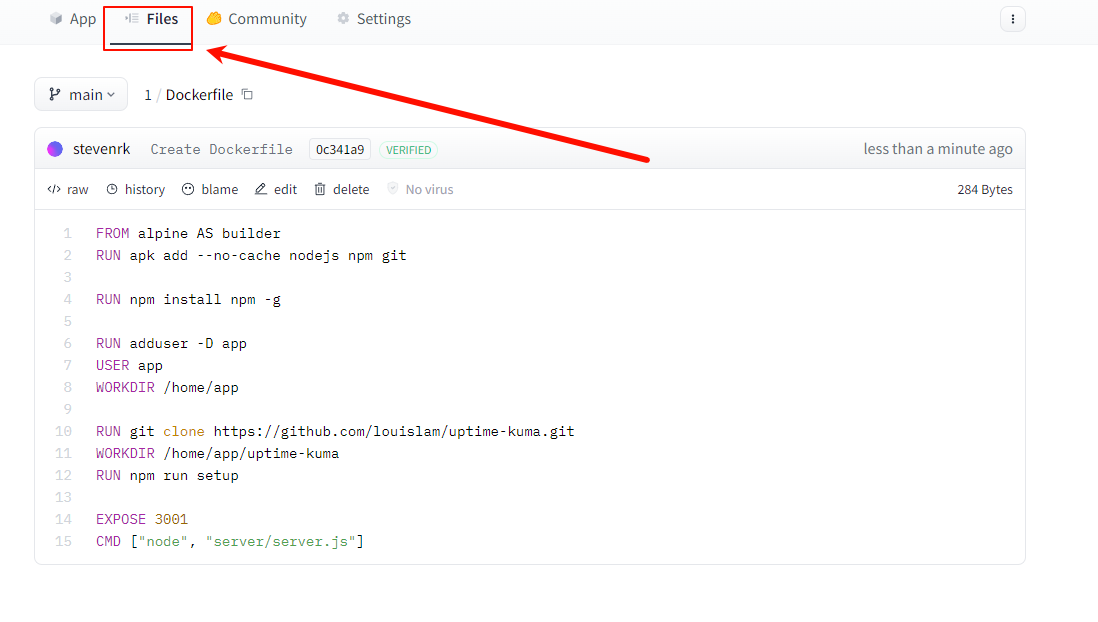 App Files Community Settings
main 1 / Dockerfile
stevenrk Create Dockerfile 0c341a9 VERIFIED less than a minute ago
</> raw history blame edit delete No virus 284 Bytes
1 FROM alpine AS builder
2 RUN apk add --no-cache nodejs npm git
3
4 RUN npm install npm -g
5
6 RUN adduser -D app
7 USER app
8 WORKDIR /home/app
9
10 RUN git clone https://github.com/louislam/uptime-kuma.git
11 WORKDIR /home/app/uptime-kuma
12 RUN npm run setup
13
14 EXPOSE 3001
15 CMD ["node", "server/server.js"]